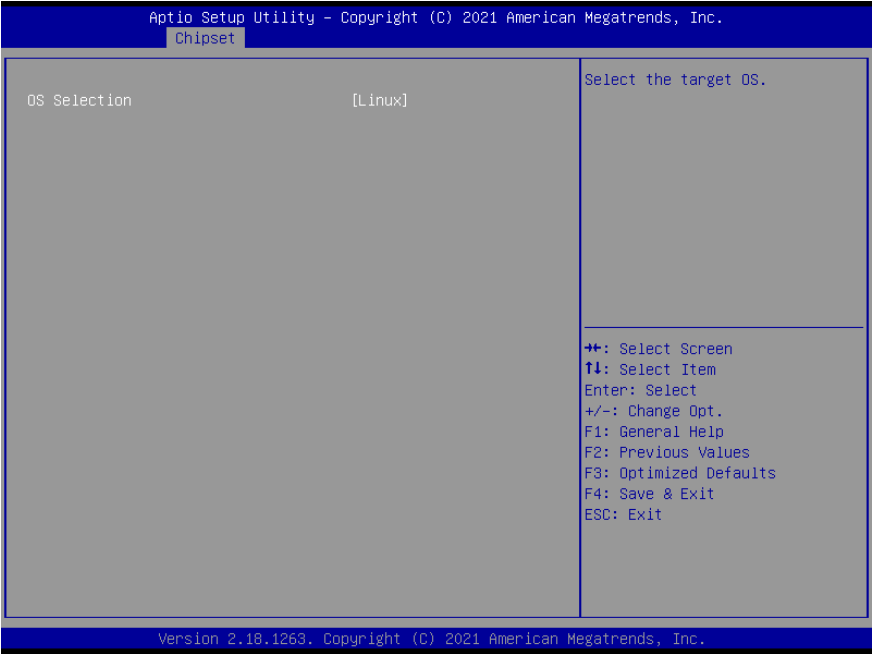 Aptio Setup Utility – Copyright (C) 2021 American Megatrends, Inc.
Chipset
OS Selection [Linux]
Select the target OS.
→←: Select Screen
↑↓: Select Item
Enter: Select
+/-: Change Opt.
F1: General Help
F2: Previous Values
F3: Optimized Defaults
F4: Save & Exit
ESC: Exit
Version 2.18.1263. Copyright (C) 2021 American Megatrends, Inc.